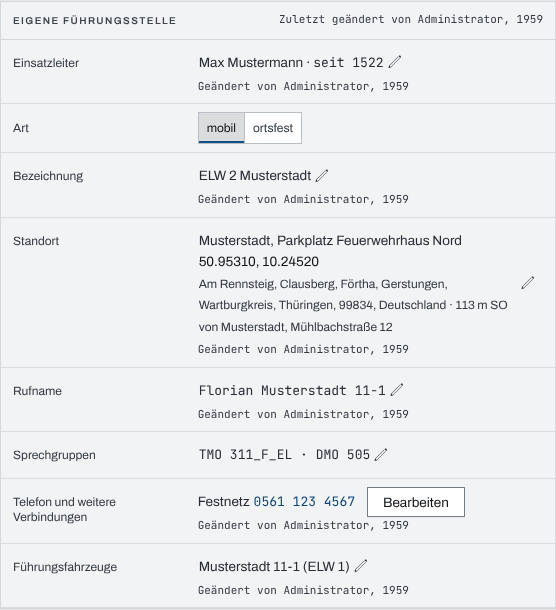 EIGENE FÜHRUNGSSTELLE
Zuletzt geändert von Administrator, 1959
Einsatzleiter
Max Mustermann · seit 1522
Geändert von Administrator, 1959
Art
mobil
ortsfest
Bezeichnung
ELW 2 Musterstadt
Geändert von Administrator, 1959
Standort
Musterstadt, Parkplatz Feuerwehrhaus Nord
50.95310, 10.24520
Am Rennsteig, Clausberg, Förtha, Gerstungen,
Wartburgkreis, Thüringen, 99834, Deutschland · 113 m SO
von Musterstadt, Mühlbachstraße 12
Geändert von Administrator, 1959
Rufname
Florian Musterstadt 11-1
Geändert von Administrator, 1959
Sprechgruppen
TMO 311_F_EL · DMO 505
Telefon und weitere
Verbindungen
Festnetz 0561 123 4567
Bearbeiten
Geändert von Administrator, 1959
Führungsfahrzeuge
Musterstadt 11-1 (ELW 1)
Geändert von Administrator, 1959